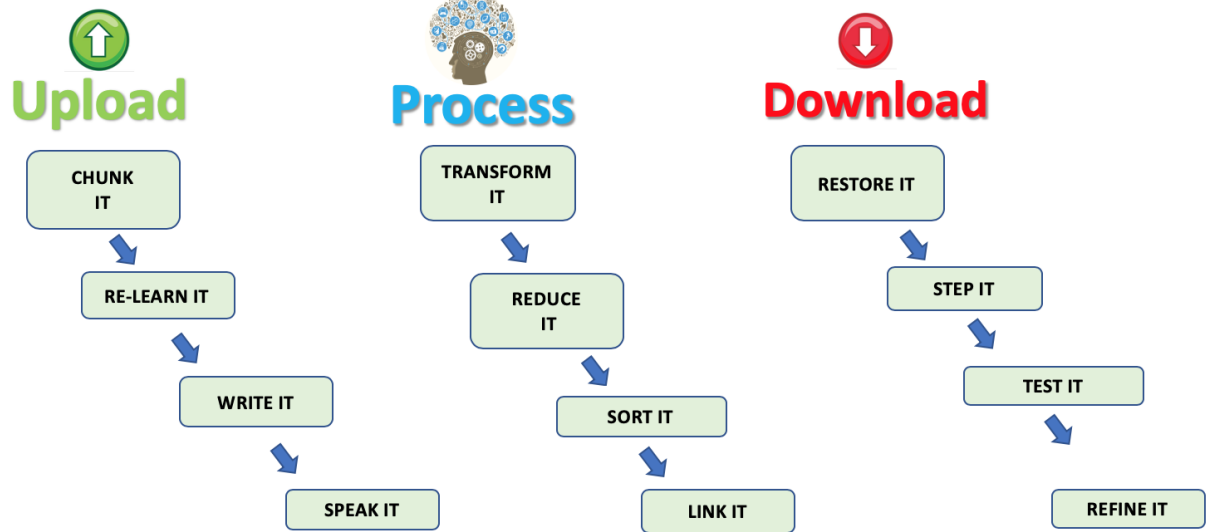 Upload
CHUNK
IT
RE-LEARN IT
WRITE IT
SPEAK IT
Process
TRANSFORM
IT
REDUCE
IT
SORT IT
LINK IT
Download
RESTORE IT
STEP IT
TEST IT
REFINE IT